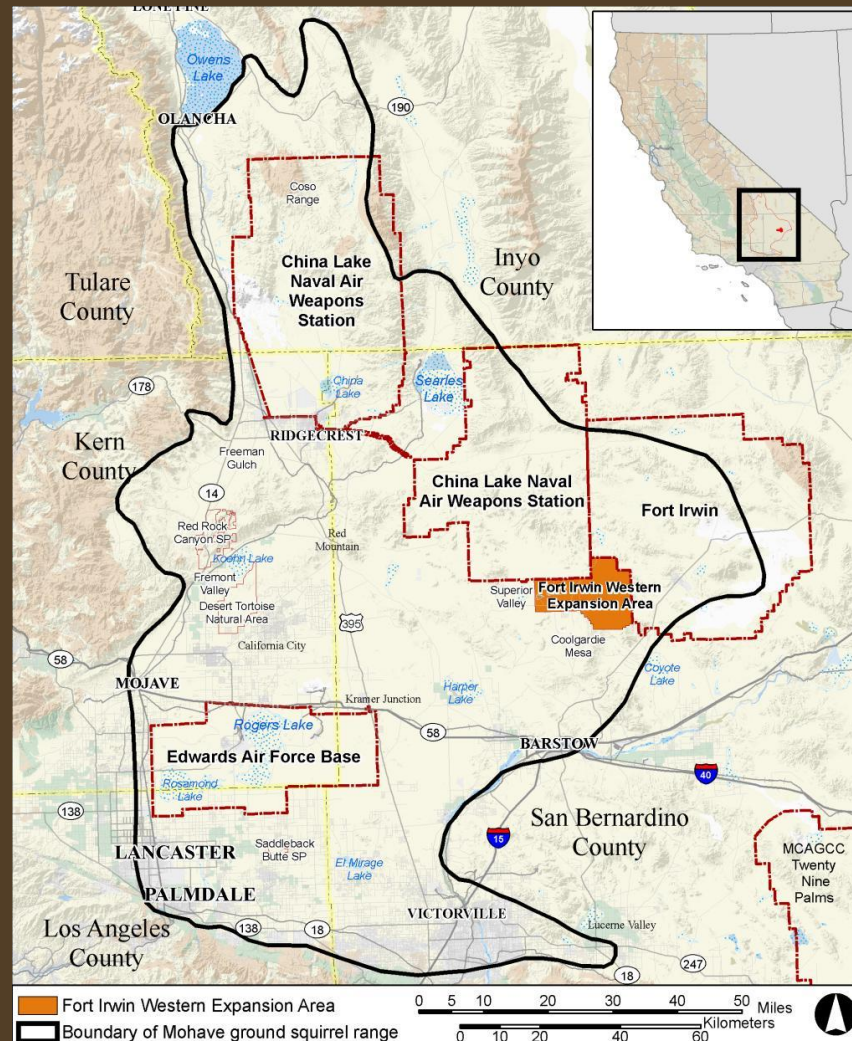 LONE PINE
Owens
Lake
190
OLANCHA
Coso
Range
Inyo
County
China Lake
Naval Air
Weapons
Station
Tulare
County
178
China
Lake
Searles
Lake
RIDGECREST
Kern
County
Freeman
Gulch
14
China Lake Naval
Air Weapons Station
Fort Irwin
Red Rock
Canyon SP
Red
Mountain
Koehn Lake
Fremont
Valley
Desert Tortoise
Natural Area
Superior
Valley
Fort Irwin Western
Expansion Area
395
Coolgardie
Mesa
California City
58
Coyote
Lake
MOJAVE
Harper
Lake
Kramer Junction
58
Rogers Lake
BARSTOW
Edwards Air Force Base
40
Rosamond
Lake
138
San Bernardino
County
15
LANCASTER
Saddleback
Butte SP
El Mirage
Lake
MCAGCC
Twenty
Nine
Palms
PALMDALE
VICTORVILLE
Lucerne Valley
Los Angeles
County
138
18
247
18
Fort Irwin Western Expansion Area
Boundary of Mohave ground squirrel range
0 5 10 20 30 40 50 Miles
Kilometers
0 10 20 40 60